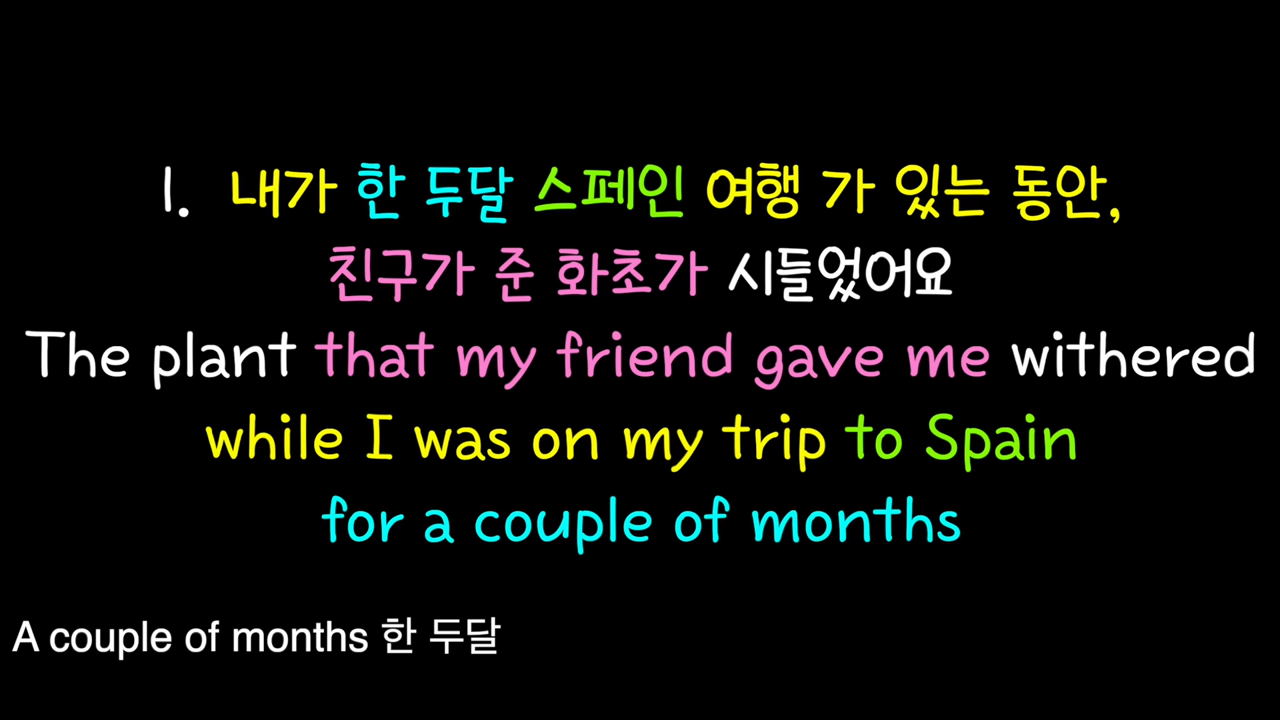 1. 내가 한 두달 스페인 여행 가 있는 동안,
친구가 준 화초가 시들었어요
The plant that my friend gave me withered
while I was on my trip to Spain
for a couple of months
A couple of months 한 두달